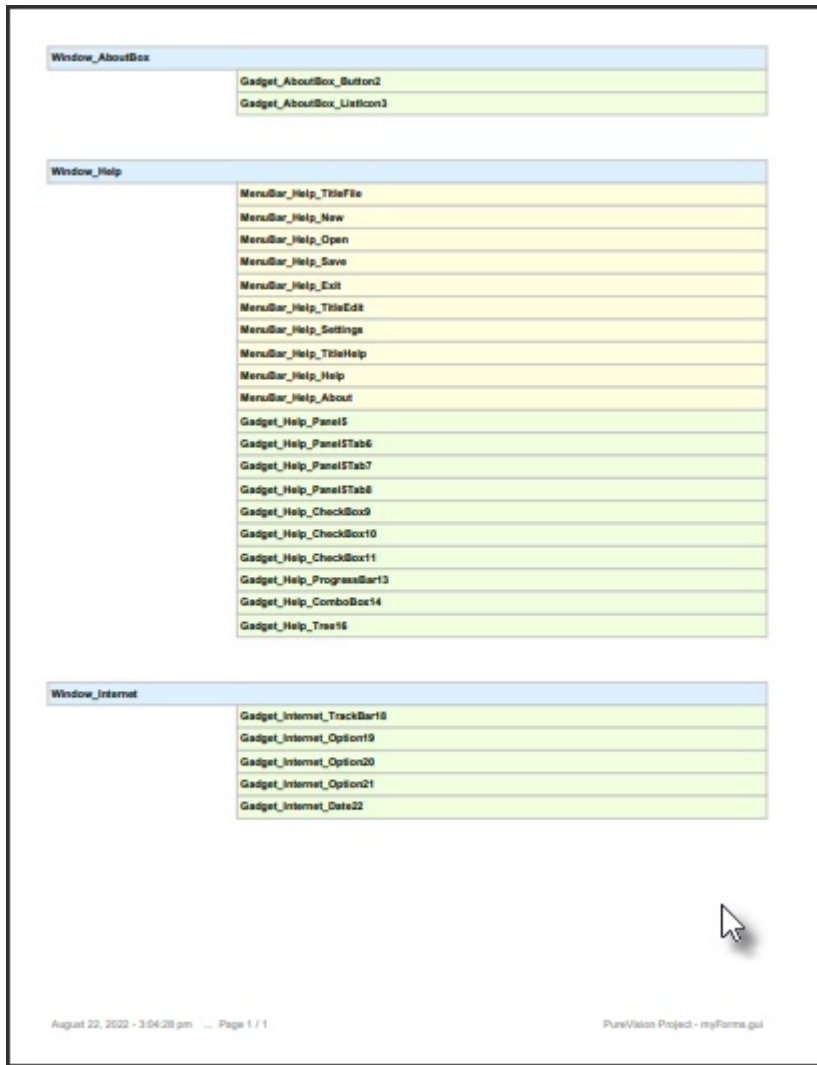 Window_AboutBox
Gadget_AboutBox_Button2
Gadget_AboutBox_ListIcon3
Window_Help
MenuBar_Help_TitleFile
MenuBar_Help_New
MenuBar_Help_Open
MenuBar_Help_Save
MenuBar_Help_Exit
MenuBar_Help_TitleEdit
MenuBar_Help_Settings
MenuBar_Help_TitleHelp
MenuBar_Help_Help
MenuBar_Help_About
Gadget_Help_Panel5
Gadget_Help_Panel5Tab6
Gadget_Help_Panel5Tab7
Gadget_Help_Panel5Tab8
Gadget_Help_CheckBox9
Gadget_Help_CheckBox10
Gadget_Help_CheckBox11
Gadget_Help_ProgressBar13
Gadget_Help_ComboBox14
Gadget_Help_Tree16
Window_Internet
Gadget_Internet_TrackBar18
Gadget_Internet_Option19
Gadget_Internet_Option20
Gadget_Internet_Option21
Gadget_Internet_Date22
August 22, 2022 - 3:04:28 pm ... Page 1 / 1 PureVision Project - myForms.gui